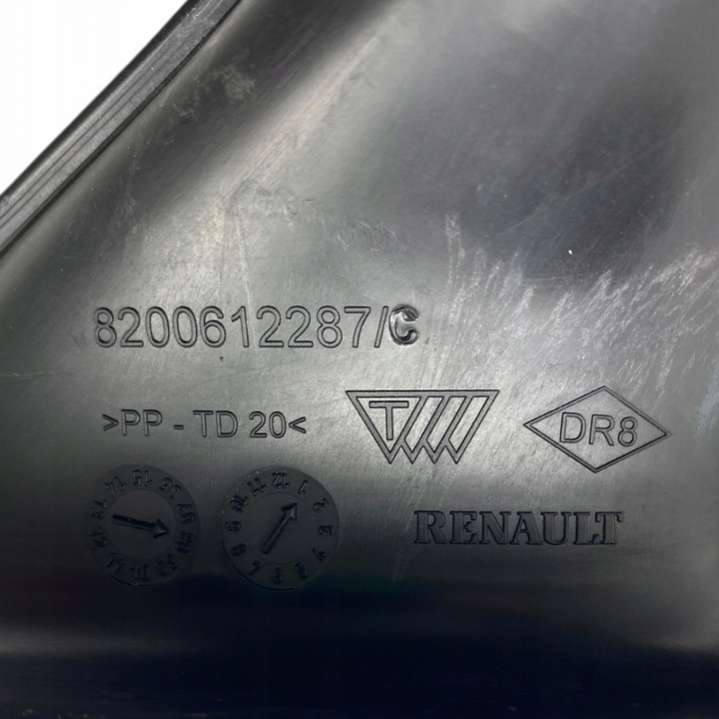 8200612287/C
>PP - TD 20<
T
DR8
RENAULT